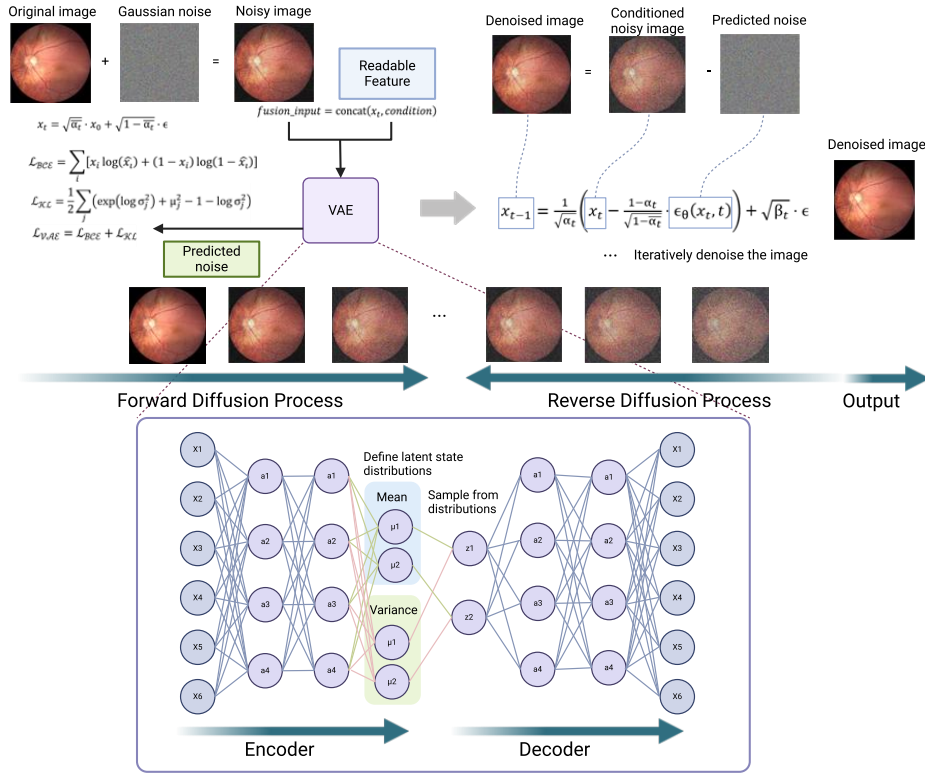 Original image
Gaussian noise
Noisy image
+
=
Readable
Feature
fusion_input = concat(x_t, condition)
x_t = √ᾱ_t · x_0 + √(1 − ᾱ_t) · ϵ
ℒ_BCE = ∑_i [x_i log(x̂_i) + (1 − x_i) log(1 − x̂_i)]
ℒ_KL = 1/2 ∑_j (exp(log σ_j^2) + μ_j^2 − 1 − log σ_j^2)
ℒ_VAE = ℒ_BCE + ℒ_KL
VAE
Predicted
noise
Denoised image
Conditioned
noisy image
Predicted noise
=
-
x_{t−1} = 1/√α_t (x_t − (1−α_t)/√(1−ᾱ_t) · ϵ_θ(x_t, t)) + √β_t · ϵ
Denoised image
... Iteratively denoise the image
...
Forward Diffusion Process
Reverse Diffusion Process
Output
X1
X2
X3
X4
X5
X6
a1
a2
a3
a4
a1
a2
a3
a4
Define latent state
distributions
Mean
μ1
μ2
Variance
μ1
μ2
Sample from
distributions
z1
z2
a1
a2
a3
a4
a1
a2
a3
a4
X1
X2
X3
X4
X5
X6
Encoder
Decoder